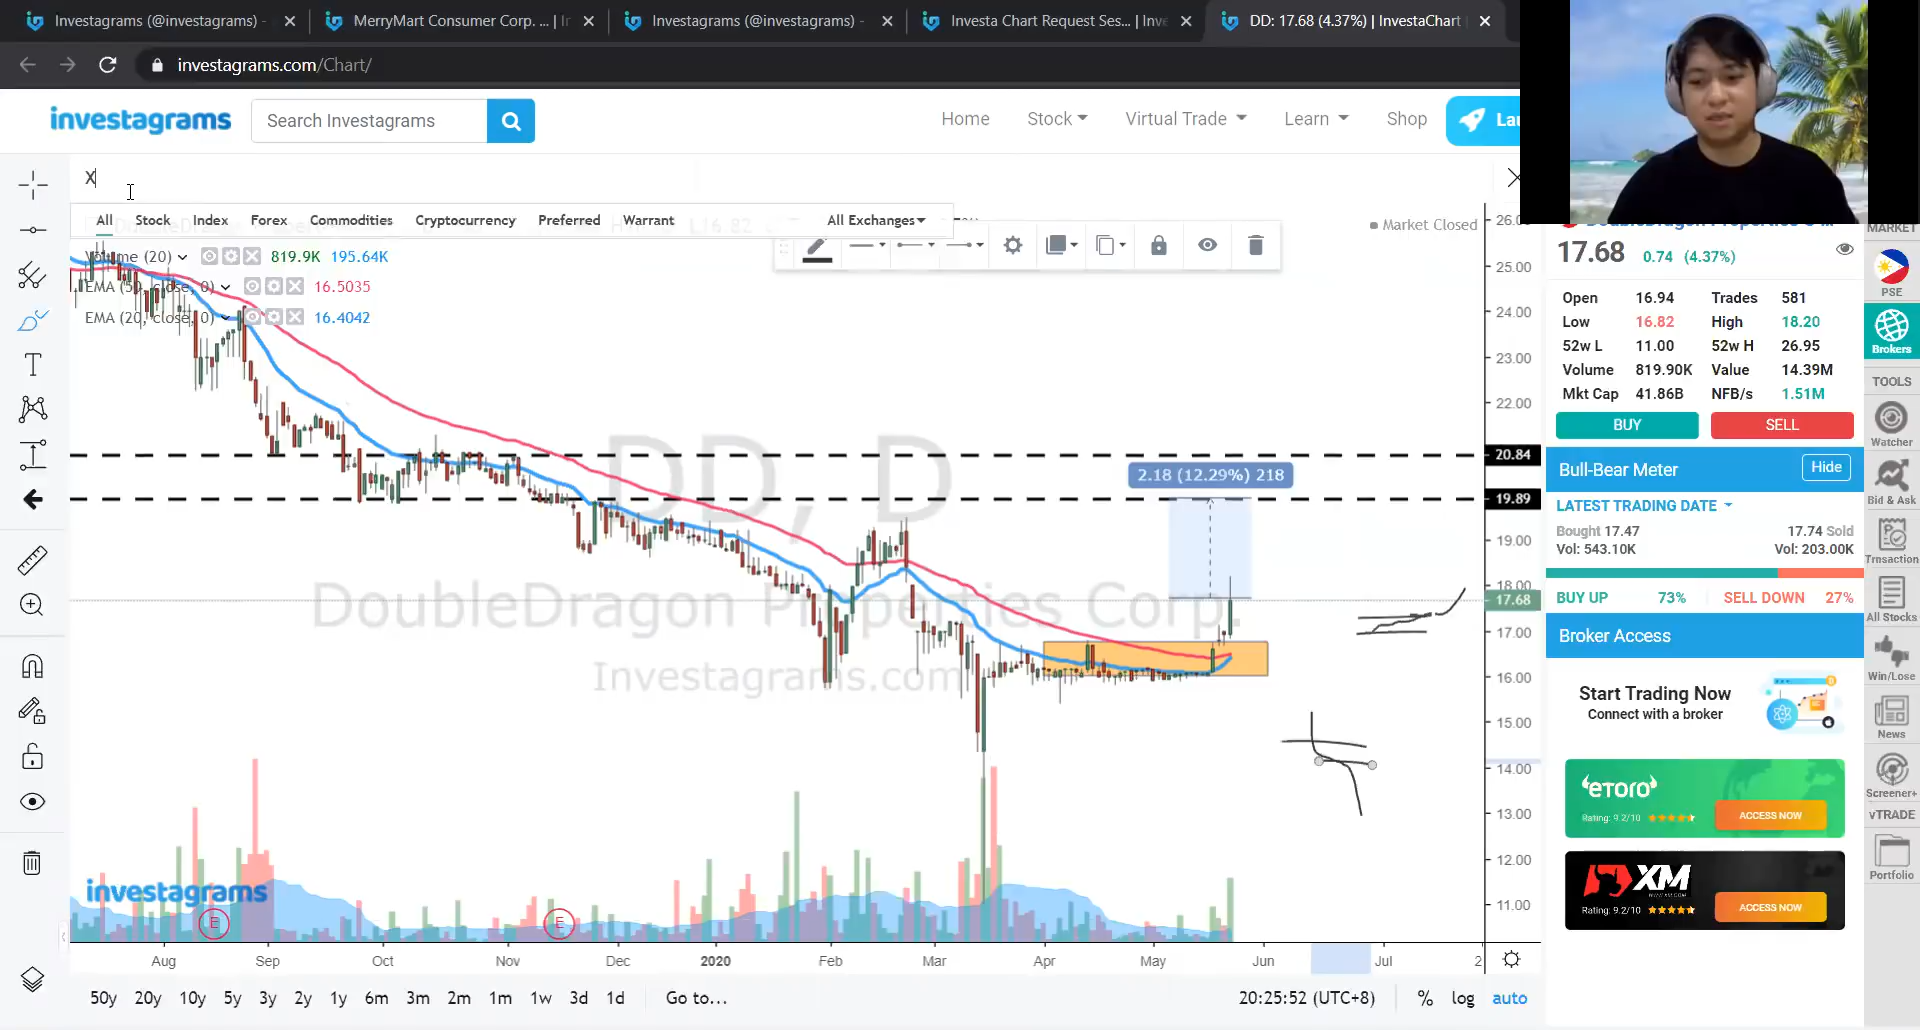 Investagrams (@investagrams) -
MerryMart Consumer Corp. ... | In
Investagrams (@investagrams) -
Investa Chart Request Ses... | Inve
DD: 17.68 (4.37%) | InvestaChart
investagrams.com/Chart/
investagrams
Search Investagrams
Home
Stock
Virtual Trade
Learn
Shop
Lau
X
All
Stock
Index
Forex
Commodities
Cryptocurrency
Preferred
Warrant
All Exchanges
Market Closed
Volume (20)
819.9K
195.64K
EMA (50, close, 0)
16.5035
EMA (20, close, 0)
16.4042
DD, D
DoubleDragon Properties Corp.
Investagrams.com
2.18 (12.29%) 218
26.00
25.00
24.00
23.00
22.00
20.84
19.89
19.00
18.00
17.68
17.00
16.00
15.00
14.00
13.00
12.00
11.00
investagrams
E
E
Aug
Sep
Oct
Nov
Dec
2020
Feb
Mar
Apr
May
Jun
Jul
2
50y
20y
10y
5y
3y
2y
1y
6m
3m
2m
1m
1w
3d
1d
Go to...
20:25:52 (UTC+8)
%
log
auto
17.68
0.74
(4.37%)
Open 16.94 Trades 581
Low 16.82 High 18.20
52w L 11.00 52w H 26.95
Volume 819.90K Value 14.39M
Mkt Cap 41.86B NFB/s 1.51M
BUY
SELL
Bull-Bear Meter
Hide
LATEST TRADING DATE
Bought 17.47 17.74 Sold
Vol: 543.10K Vol: 203.00K
BUY UP 73% SELL DOWN 27%
Broker Access
Start Trading Now
Connect with a broker
eToro
Rating: 9.2/10
ACCESS NOW
XM
Rating: 9.2/10
ACCESS NOW
MARKET
PSE
Brokers
TOOLS
Watcher
Bid & Ask
Trnsaction
All Stocks
Win/Lose
News
Screener+
vTRADE
Portfolio